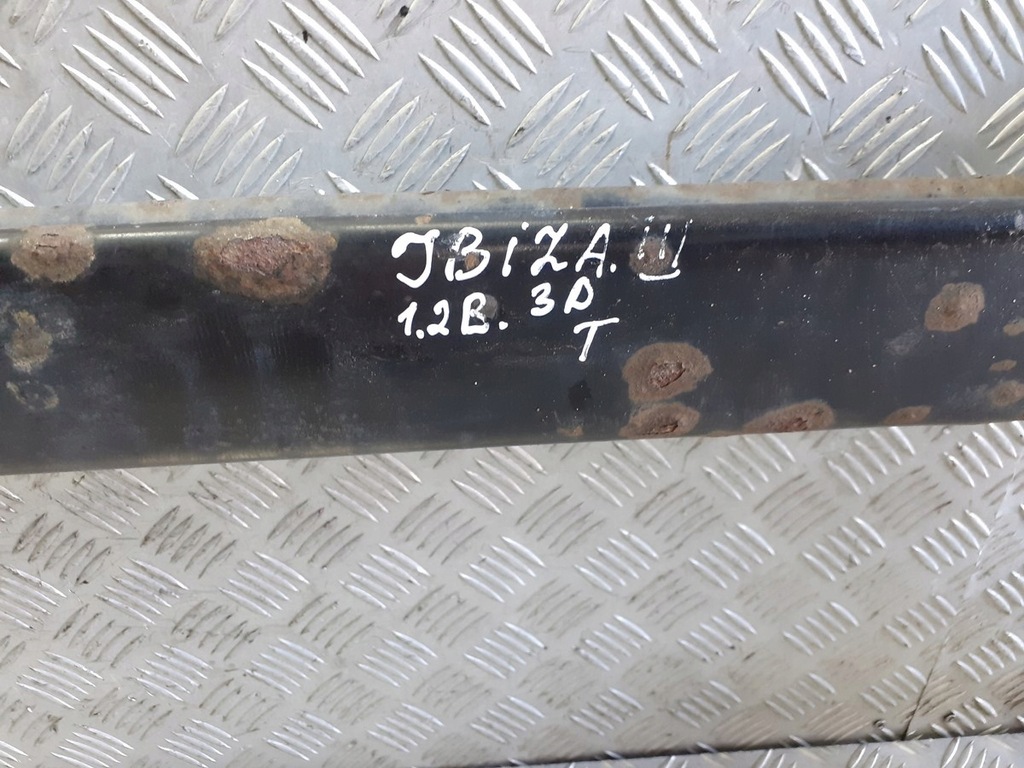 IBiZA. III
1.2B. 3D
T